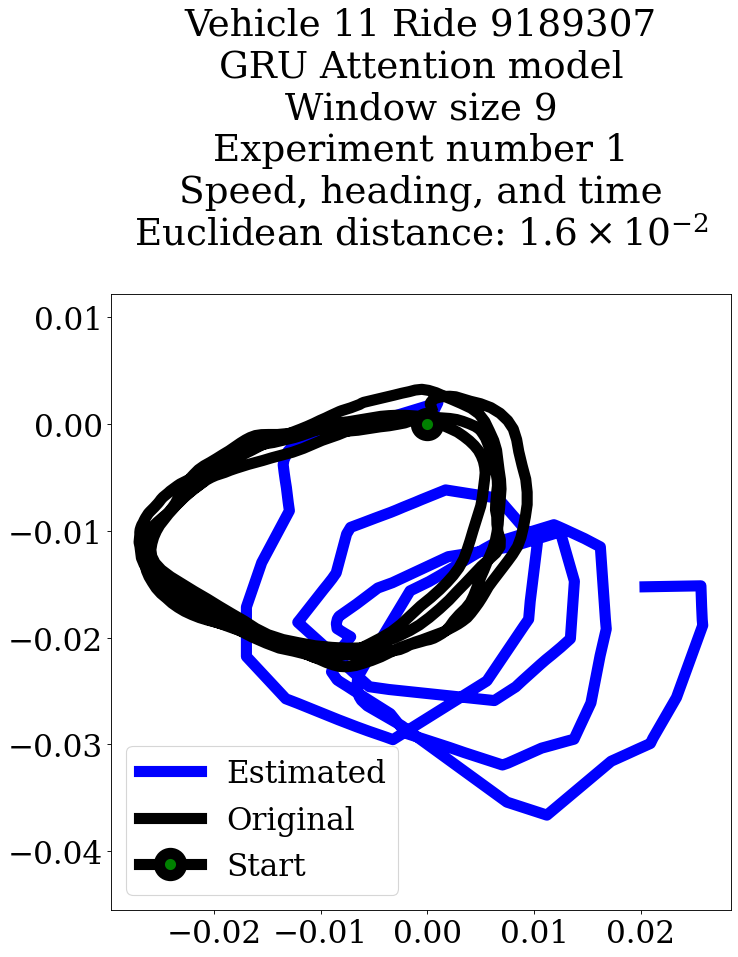 Vehicle 11 Ride 9189307
GRU Attention model
Window size 9
Experiment number 1
Speed, heading, and time
Euclidean distance: 1.6 × 10⁻²
0.01
0.00
−0.01
−0.02
−0.03
−0.04
Estimated
Original
Start
−0.02 −0.01 0.00 0.01 0.02